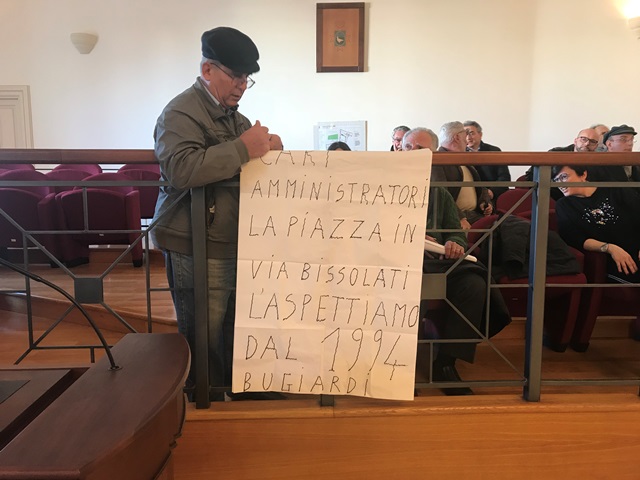 CARI
AMMINISTRATORI
LA PIAZZA IN
VIA BISSOLATI
L'ASPETTIAMO
DAL 1994
BUGIARDI